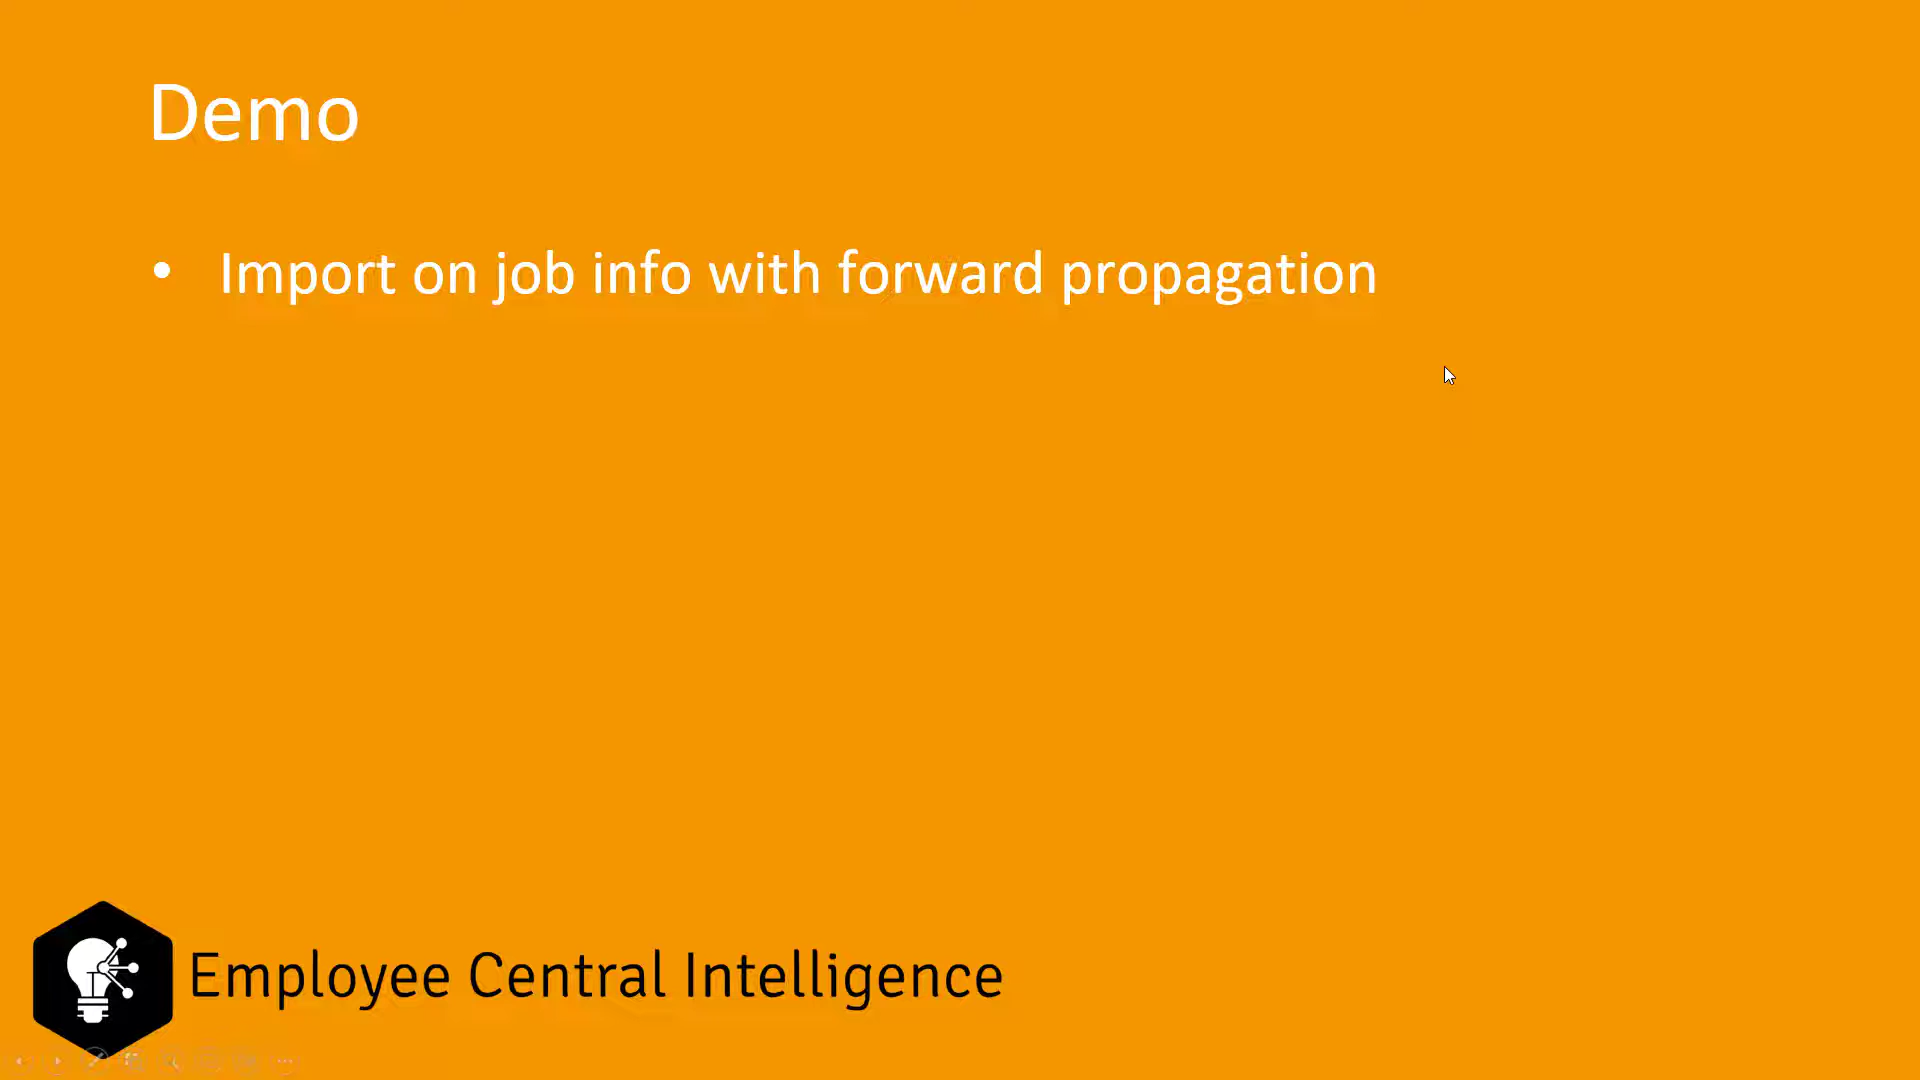 Demo
• Import on job info with forward propagation
Employee Central Intelligence